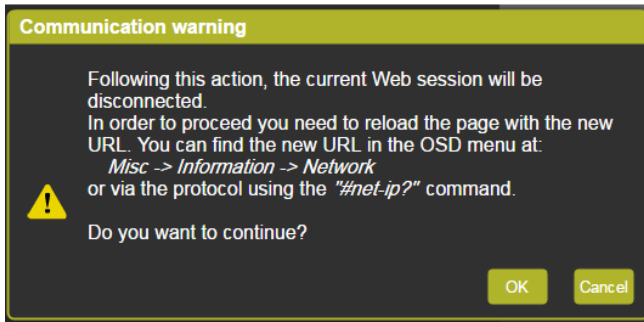 Communication warning
Following this action, the current Web session will be
disconnected.
In order to proceed you need to reload the page with the new
URL. You can find the new URL in the OSD menu at:
Misc -> Information -> Network
or via the protocol using the "#net-ip?" command.
Do you want to continue?
OK Cancel